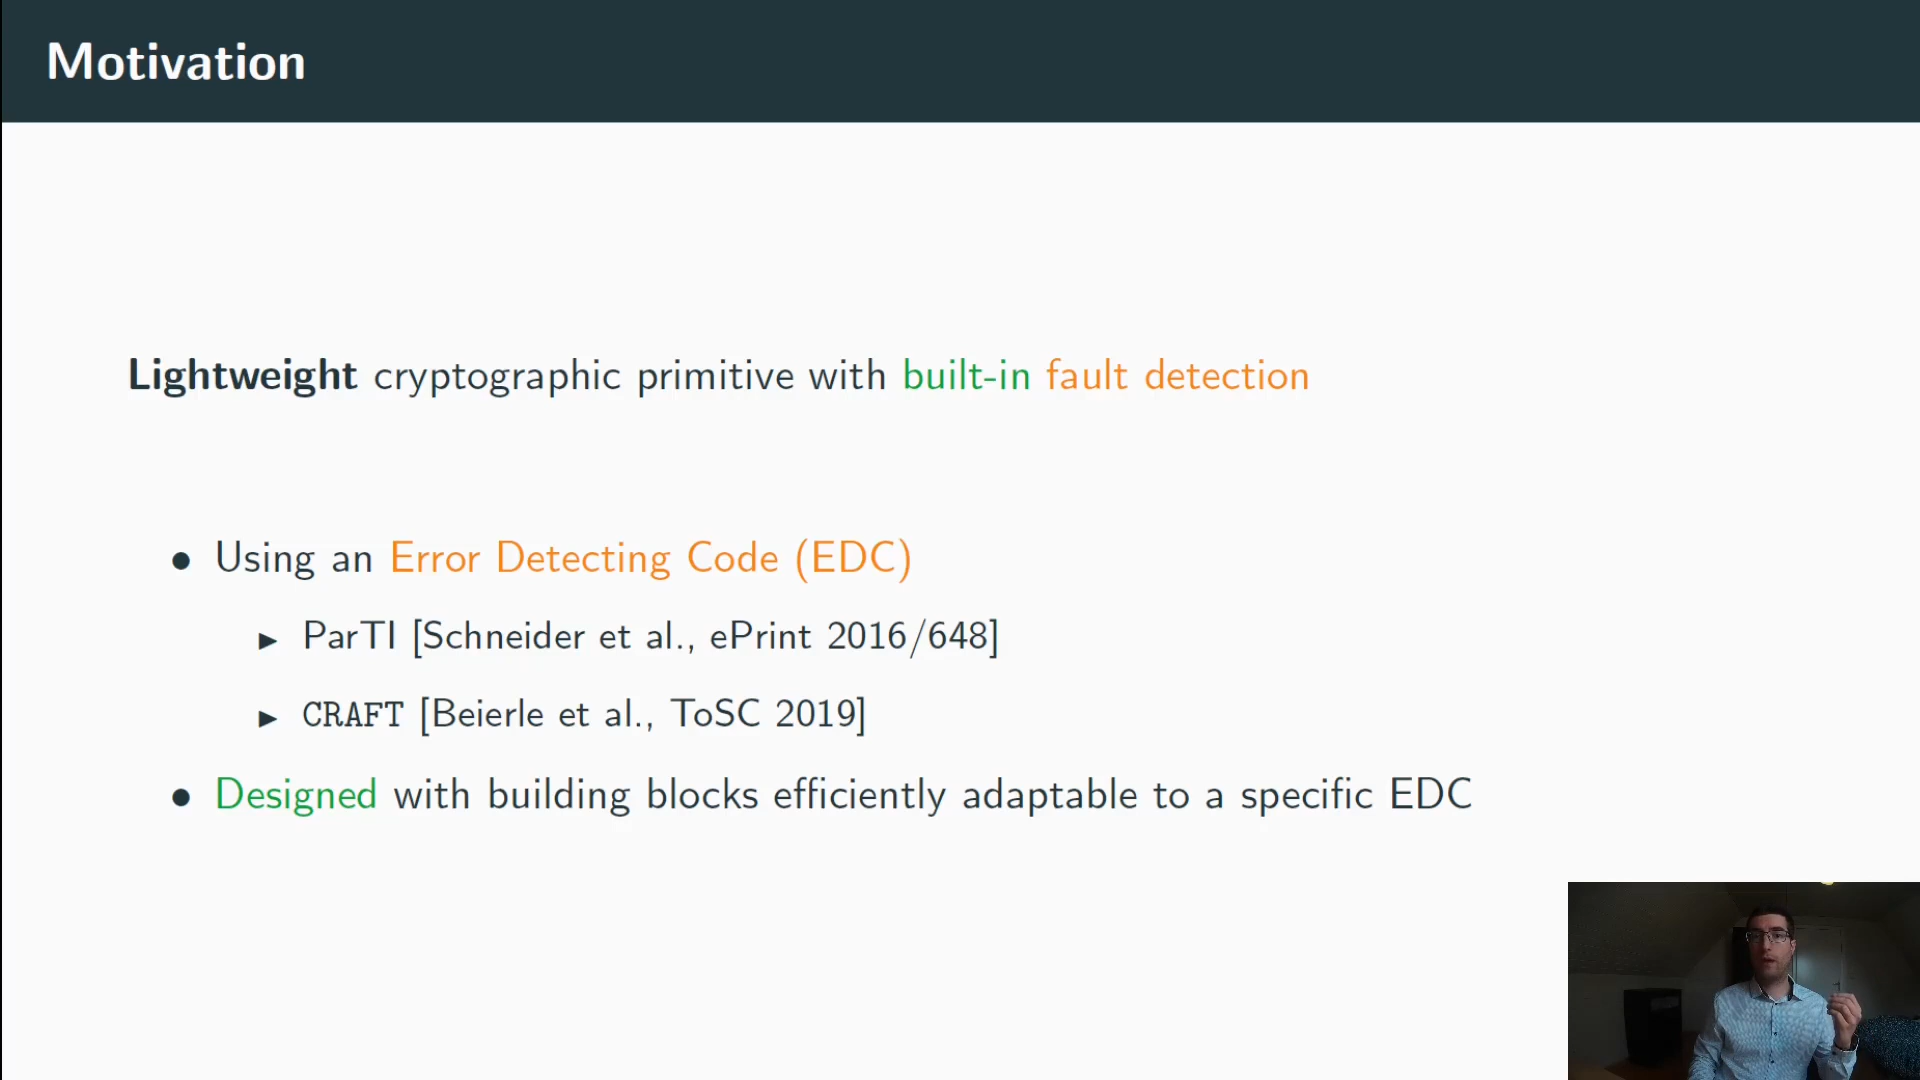 Motivation
Lightweight cryptographic primitive with built-in fault detection
• Using an Error Detecting Code (EDC)
▶ ParTI [Schneider et al., ePrint 2016/648]
▶ CRAFT [Beierle et al., ToSC 2019]
• Designed with building blocks efficiently adaptable to a specific EDC